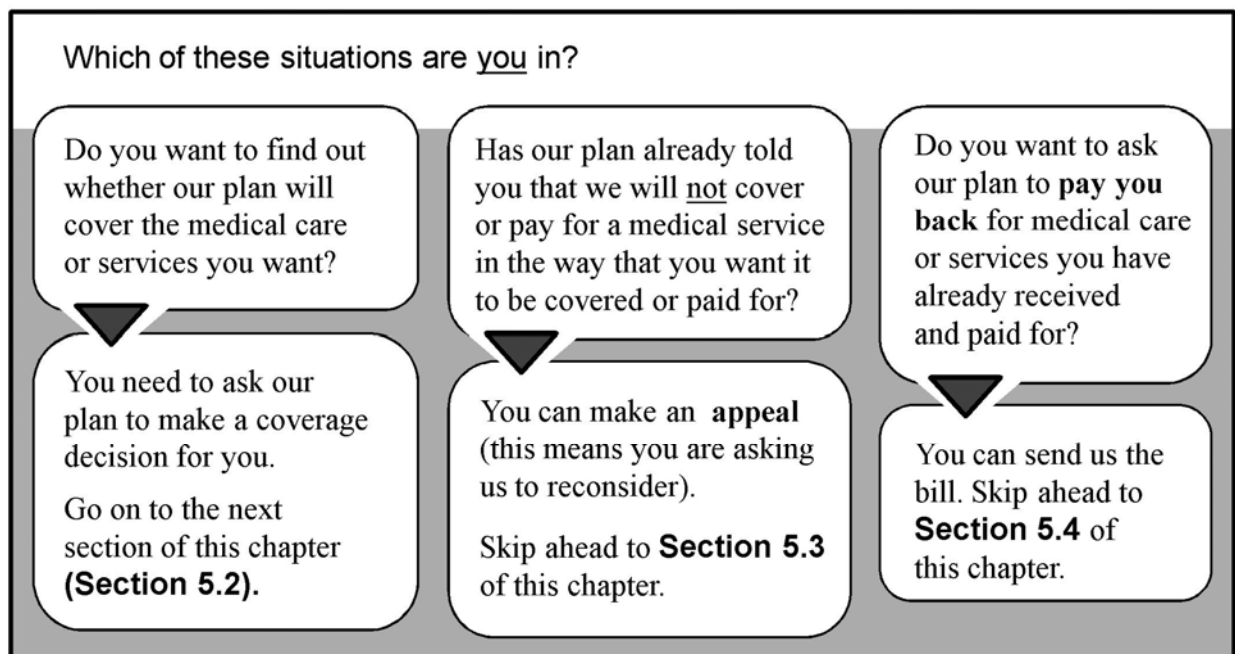 Which of these situations are you in?
Do you want to find out
whether our plan will
cover the medical care
or services you want?
You need to ask our
plan to make a coverage
decision for you.
Go on to the next
section of this chapter
(Section 5.2).
Has our plan already told
you that we will not cover
or pay for a medical service
in the way that you want it
to be covered or paid for?
You can make an appeal
(this means you are asking
us to reconsider).
Skip ahead to Section 5.3
of this chapter.
Do you want to ask
our plan to pay you
back for medical care
or services you have
already received
and paid for?
You can send us the
bill. Skip ahead to
Section 5.4 of
this chapter.